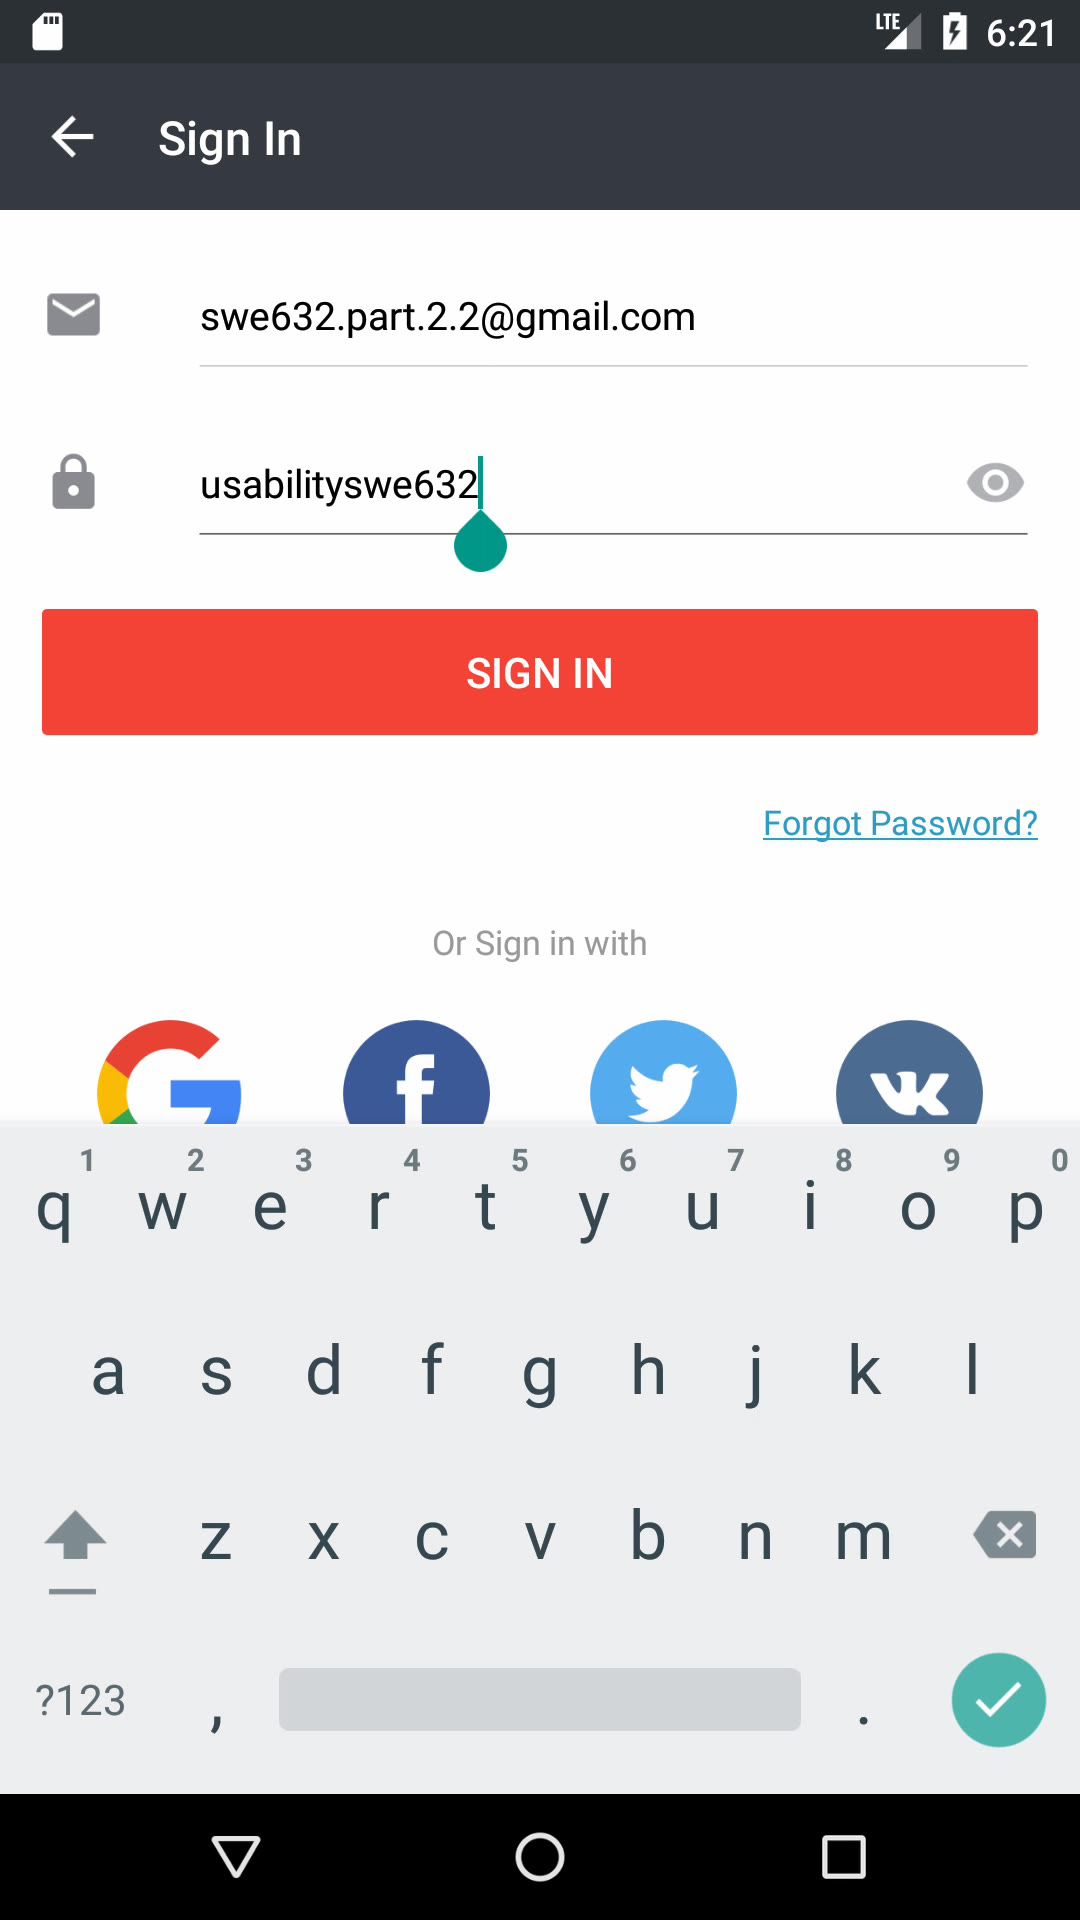 LTE 6:21
Sign In
swe632.part.2.2@gmail.com
usabilityswe632
SIGN IN
Forgot Password?
Or Sign in with
1 2 3 4 5 6 7 8 9 0
q w e r t y u i o p
a s d f g h j k l
z x c v b n m
?123 , .